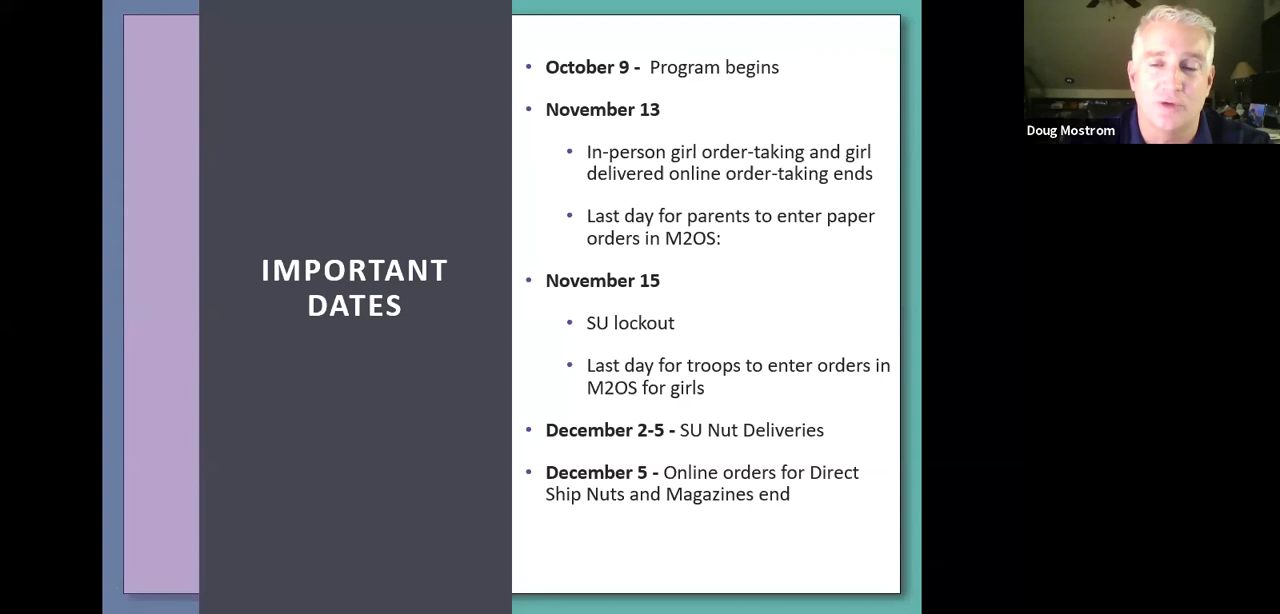 IMPORTANT
DATES
• October 9 - Program begins
• November 13
• In-person girl order-taking and girl
delivered online order-taking ends
• Last day for parents to enter paper
orders in M2OS:
• November 15
• SU lockout
• Last day for troops to enter orders in
M2OS for girls
• December 2-5 - SU Nut Deliveries
• December 5 - Online orders for Direct
Ship Nuts and Magazines end
Doug Mostrom